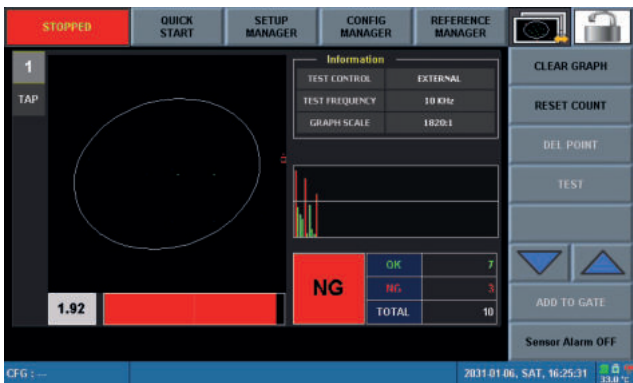 STOPPED
QUICK
START
SETUP
MANAGER
CONFIG
MANAGER
REFERENCE
MANAGER
1
TAP
Information
TEST CONTROL EXTERNAL
TEST FREQUENCY 10 KHz
GRAPH SCALE 1820:1
CLEAR GRAPH
RESET COUNT
DEL POINT
TEST
NG
OK 7
NG 3
TOTAL 10
1.92
ADD TO GATE
Sensor Alarm OFF
CFG : ---
2031-01-06, SAT, 16:25:31
33.0 °C